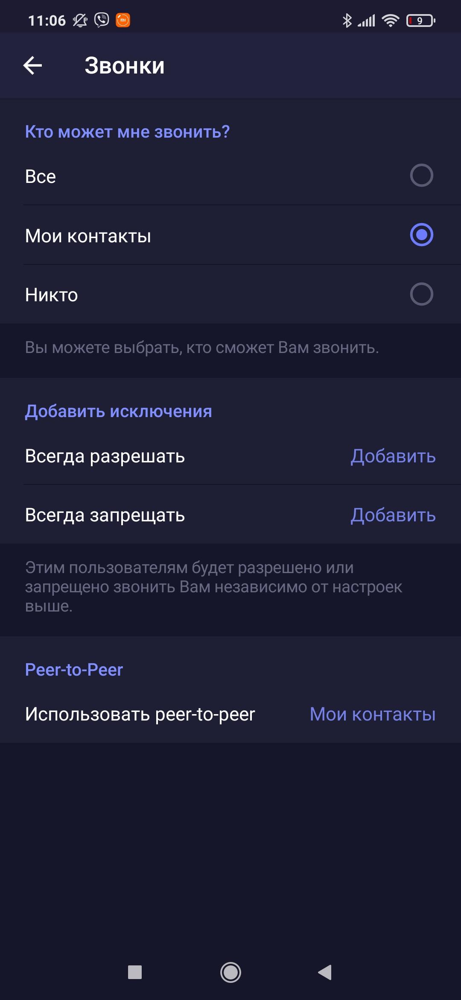 11:06
9
Звонки
Кто может мне звонить?
Все
Мои контакты
Никто
Вы можете выбрать, кто сможет Вам звонить.
Добавить исключения
Всегда разрешать Добавить
Всегда запрещать Добавить
Этим пользователям будет разрешено или
запрещено звонить Вам независимо от настроек
выше.
Peer-to-Peer
Использовать peer-to-peer Мои контакты